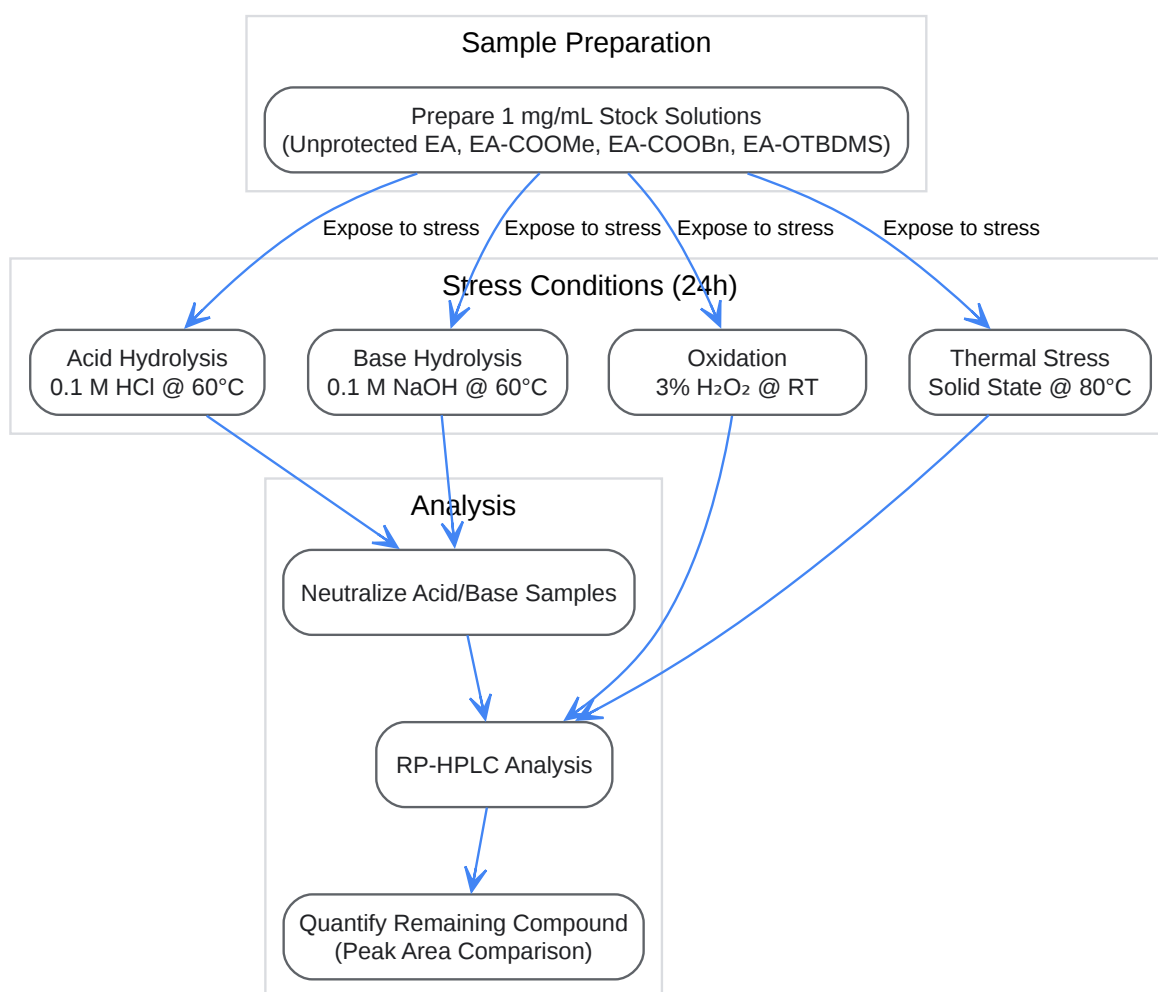 Sample Preparation
Prepare 1 mg/mL Stock Solutions
(Unprotected EA, EA-COOMe, EA-COOBn, EA-OTBDMS)
Expose to stress
Expose to stress
Expose to stress
Expose to stress
Stress Conditions (24h)
Acid Hydrolysis
0.1 M HCl @ 60°C
Base Hydrolysis
0.1 M NaOH @ 60°C
Oxidation
3% H₂O₂ @ RT
Thermal Stress
Solid State @ 80°C
Analysis
Neutralize Acid/Base Samples
RP-HPLC Analysis
Quantify Remaining Compound
(Peak Area Comparison)